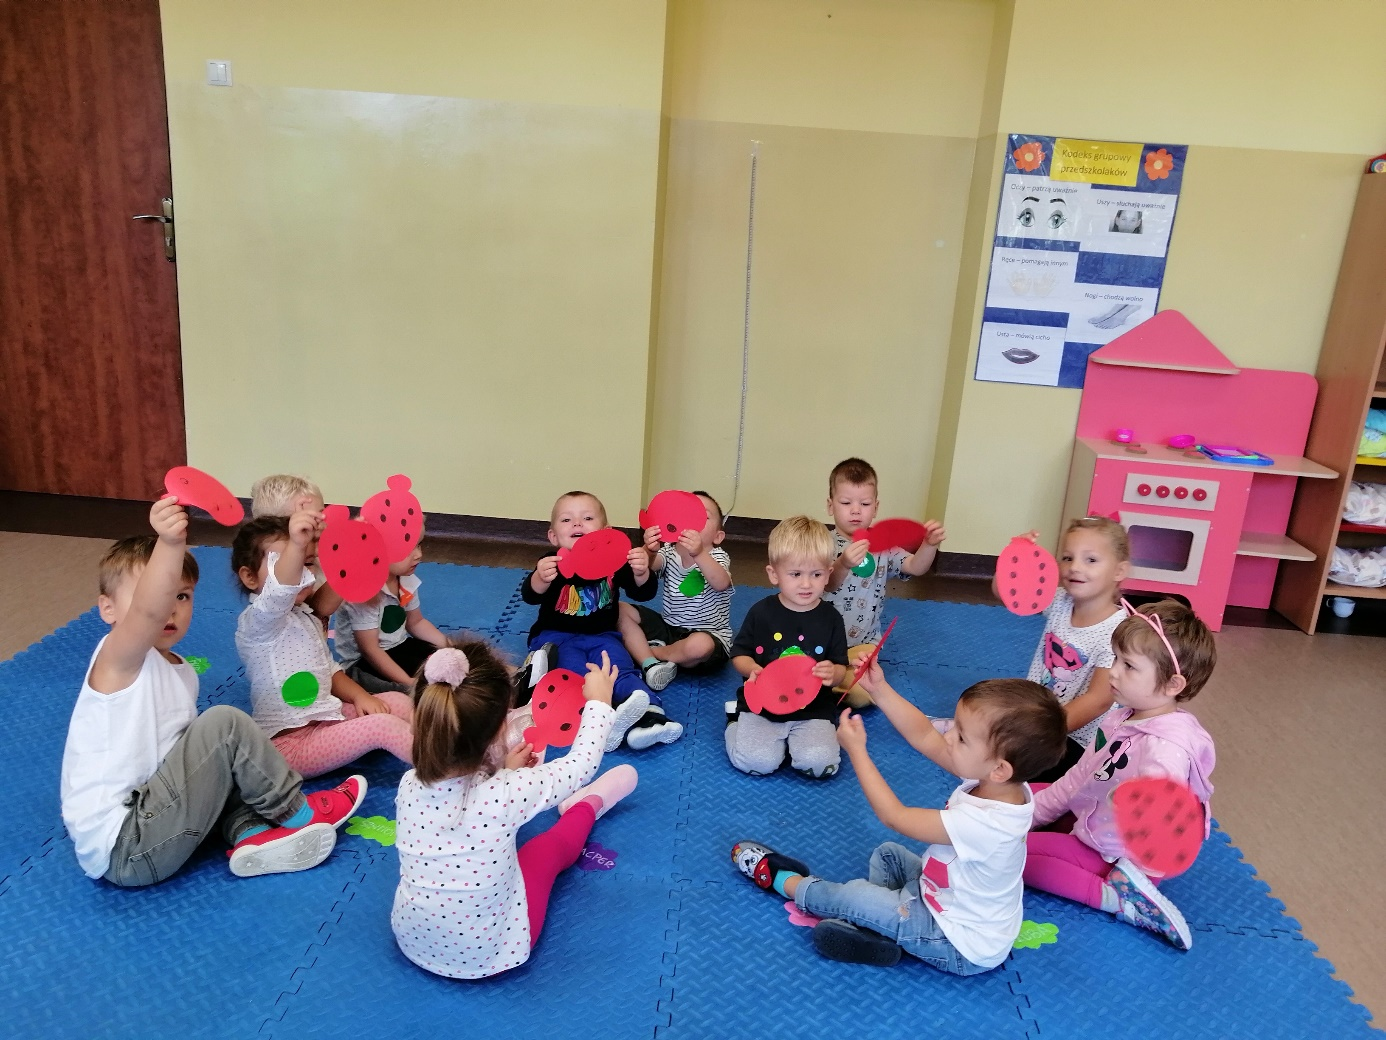 Kodeks grupowy
przedszkolaków
Oczy – patrzą uważnie
Uszy – słuchają uważnie
Ręce – pomagają innym
Nogi – chodzą wolno
Usta – mówią cicho